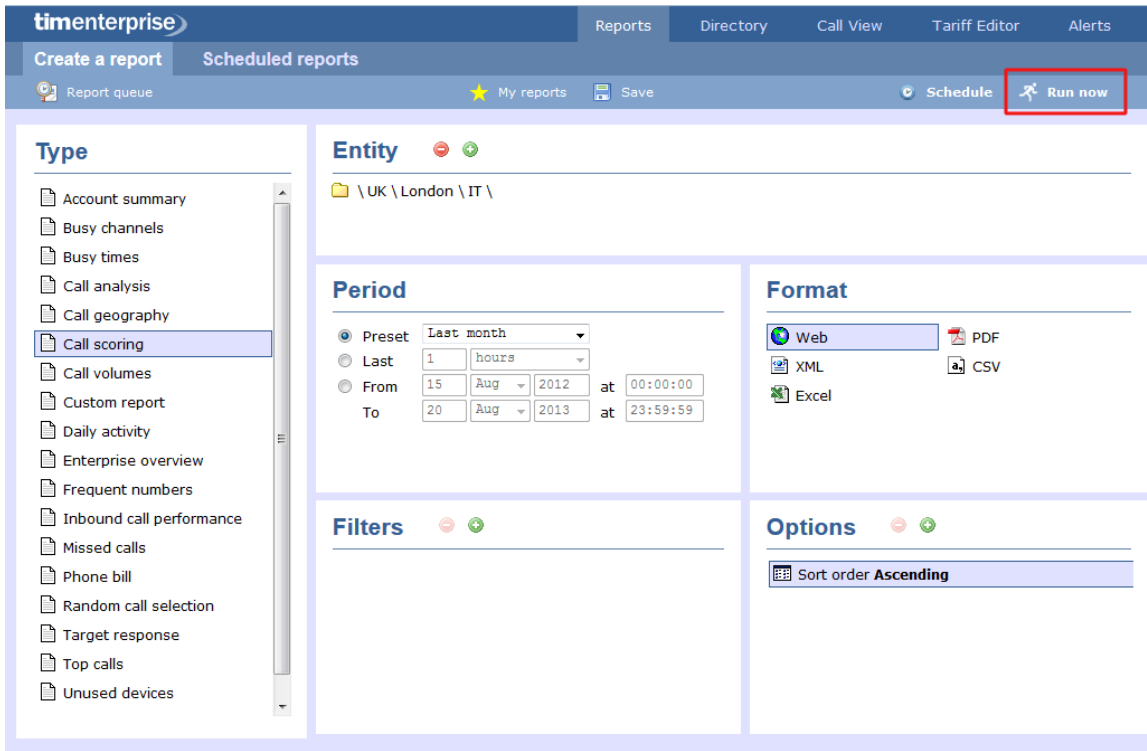 timenterprise
Reports Directory Call View Tariff Editor Alerts
Create a report Scheduled reports
Report queue My reports Save Schedule Run now
Type
Account summary
Busy channels
Busy times
Call analysis
Call geography
Call scoring
Call volumes
Custom report
Daily activity
Enterprise overview
Frequent numbers
Inbound call performance
Missed calls
Phone bill
Random call selection
Target response
Top calls
Unused devices
Entity
\ UK \ London \ IT \
Period
Preset Last month
Last 1 hours
From 15 Aug 2012 at 00:00:00
To 20 Aug 2013 at 23:59:59
Format
Web PDF
XML CSV
Excel
Filters
Options
Sort order Ascending